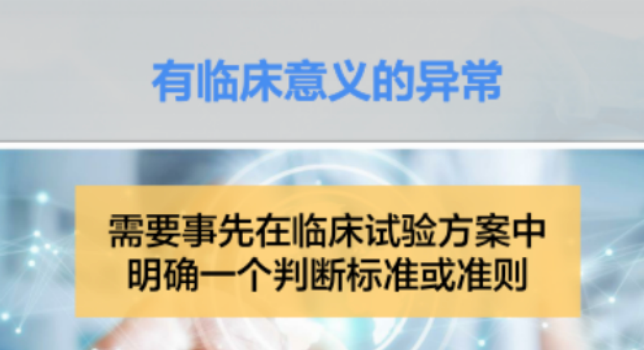 有临床意义的异常
需要事先在临床试验方案中
明确一个判断标准或准则